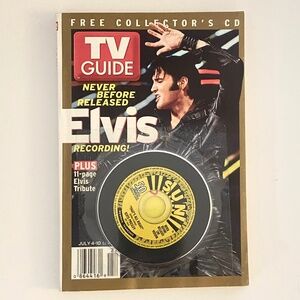 FREE COLLECTOR'S CD
TV
GUIDE
NEVER
BEFORE
RELEASED
Elvis
RECORDING!
PLUS
11-page
Elvis
Tribute
SUN
JULY 4-10